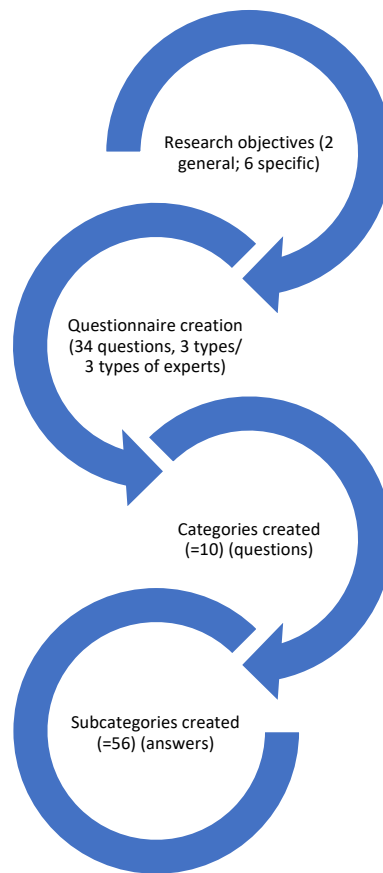 Research objectives (2
general; 6 specific)
Questionnaire creation
(34 questions, 3 types/
3 types of experts)
Categories created
(=10) (questions)
Subcategories created
(=56) (answers)